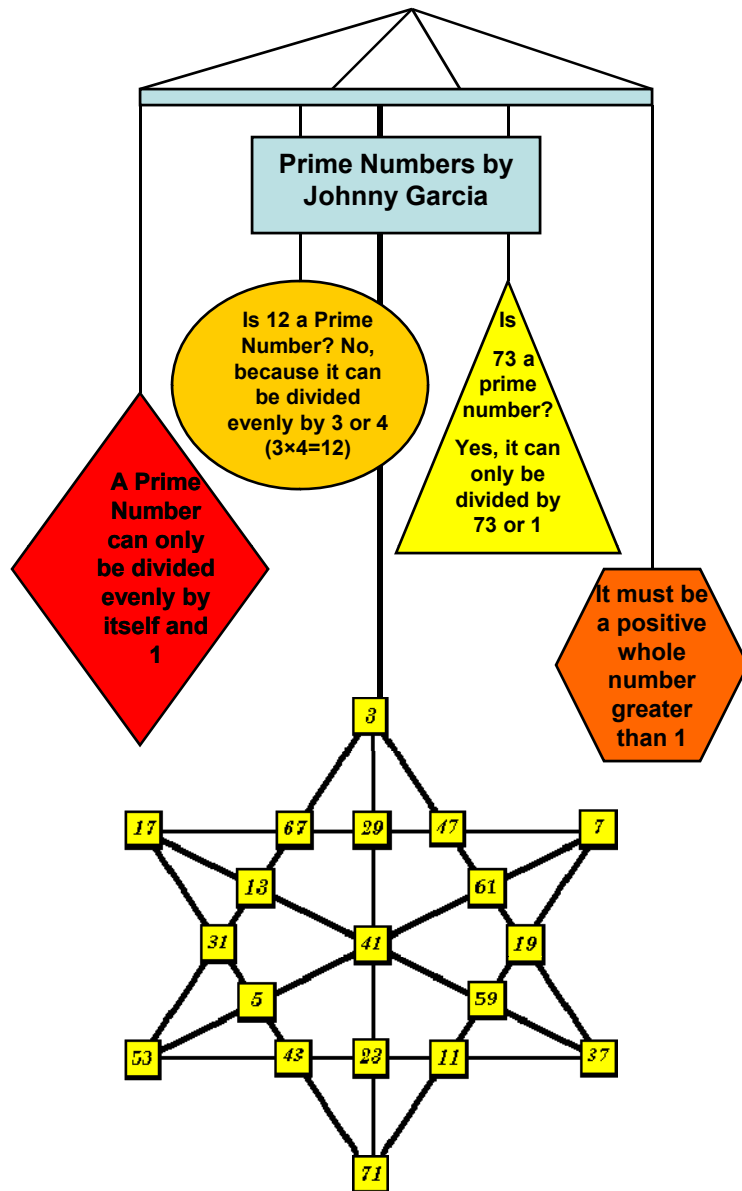 Prime Numbers by
Johnny Garcia
Is 12 a Prime
Number? No,
because it can
be divided
evenly by 3 or 4
(3×4=12)
Is
73 a
prime
number?
Yes, it can
only be
divided by
73 or 1
A Prime
Number
can only
be divided
evenly by
itself and
1
It must be
a positive
whole
number
greater
than 1
3
17 67 29 47 7
13 61
31 41 19
5 59
53 43 23 11 37
71